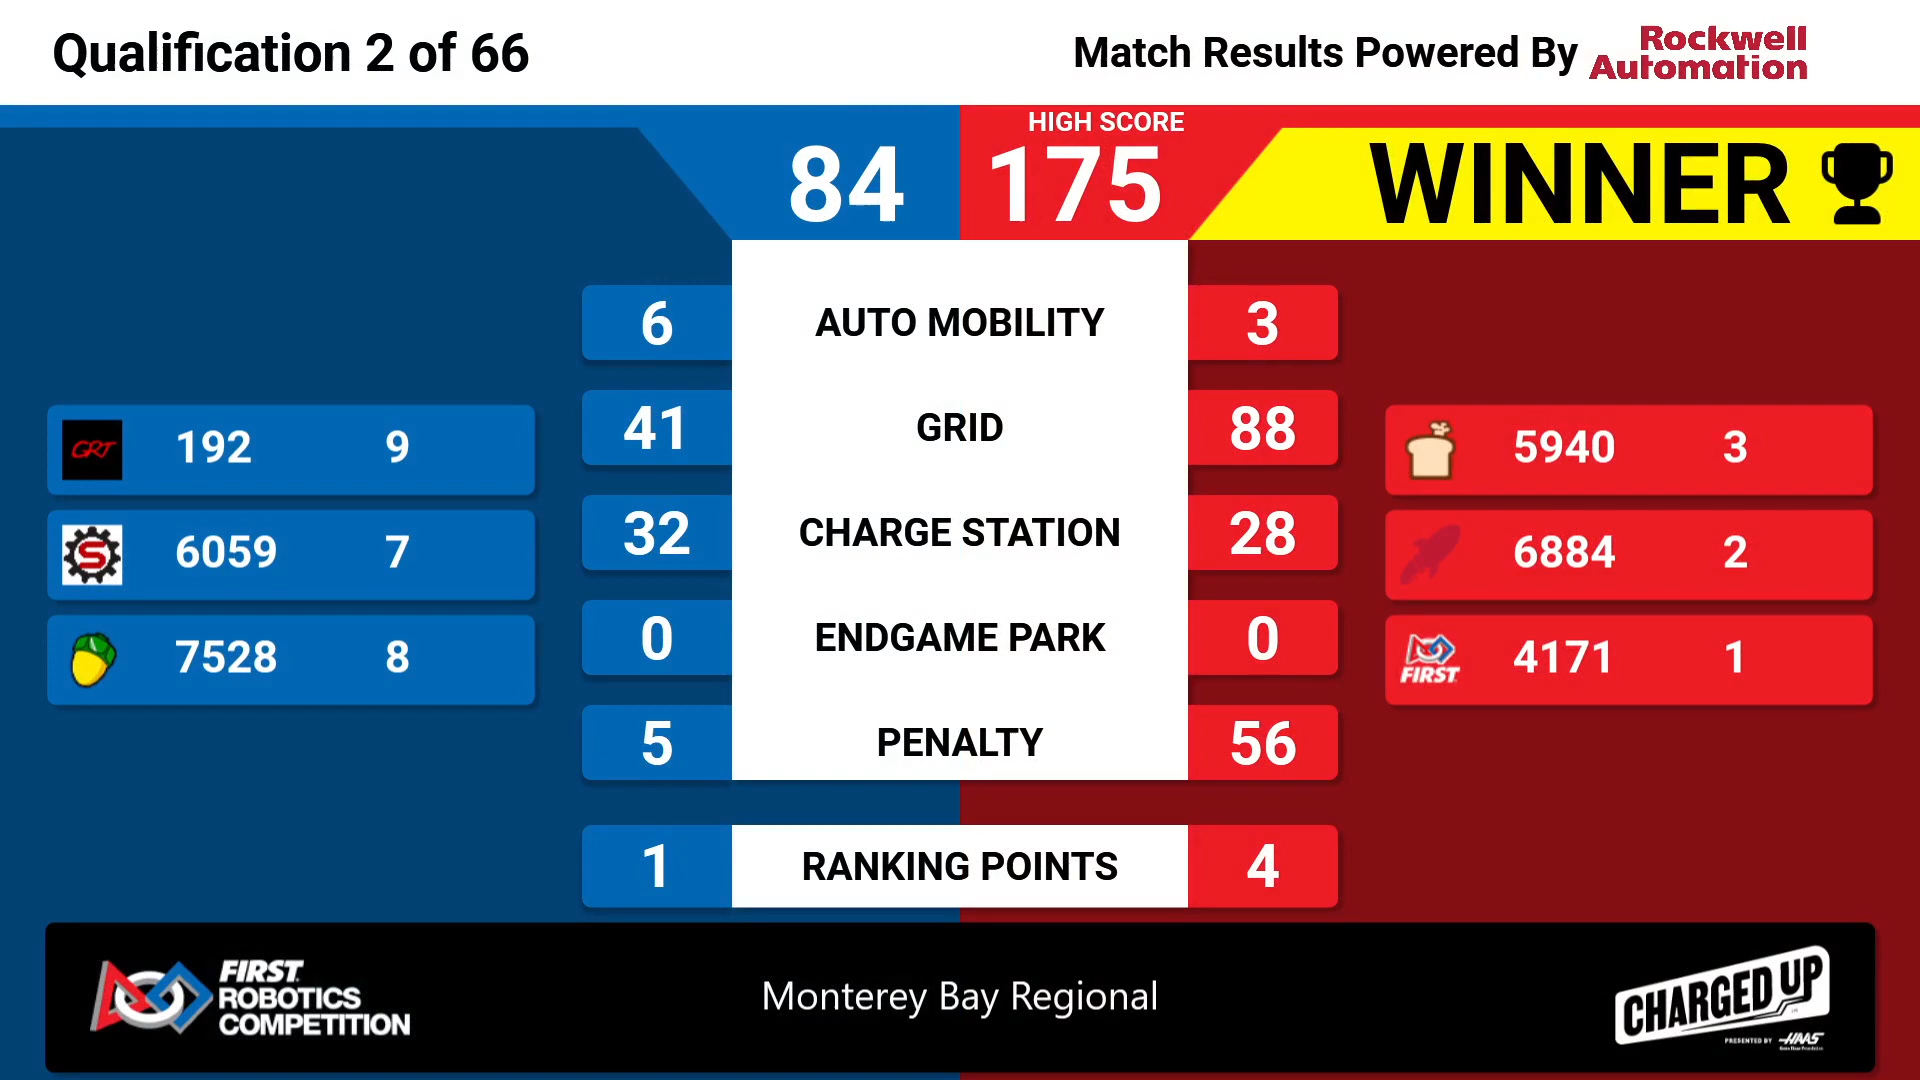 Qualification 2 of 66
Match Results Powered By
Rockwell
Automation
HIGH SCORE
84
175
WINNER
6 AUTO MOBILITY 3
41 GRID 88
32 CHARGE STATION 28
0 ENDGAME PARK 0
5 PENALTY 56
1 RANKING POINTS 4
GRT 192 9
S 6059 7
7528 8
5940 3
6884 2
FIRST 4171 1
FIRST
ROBOTICS
COMPETITION
Monterey Bay Regional
CHARGED UP
PRESENTED BY HAAS